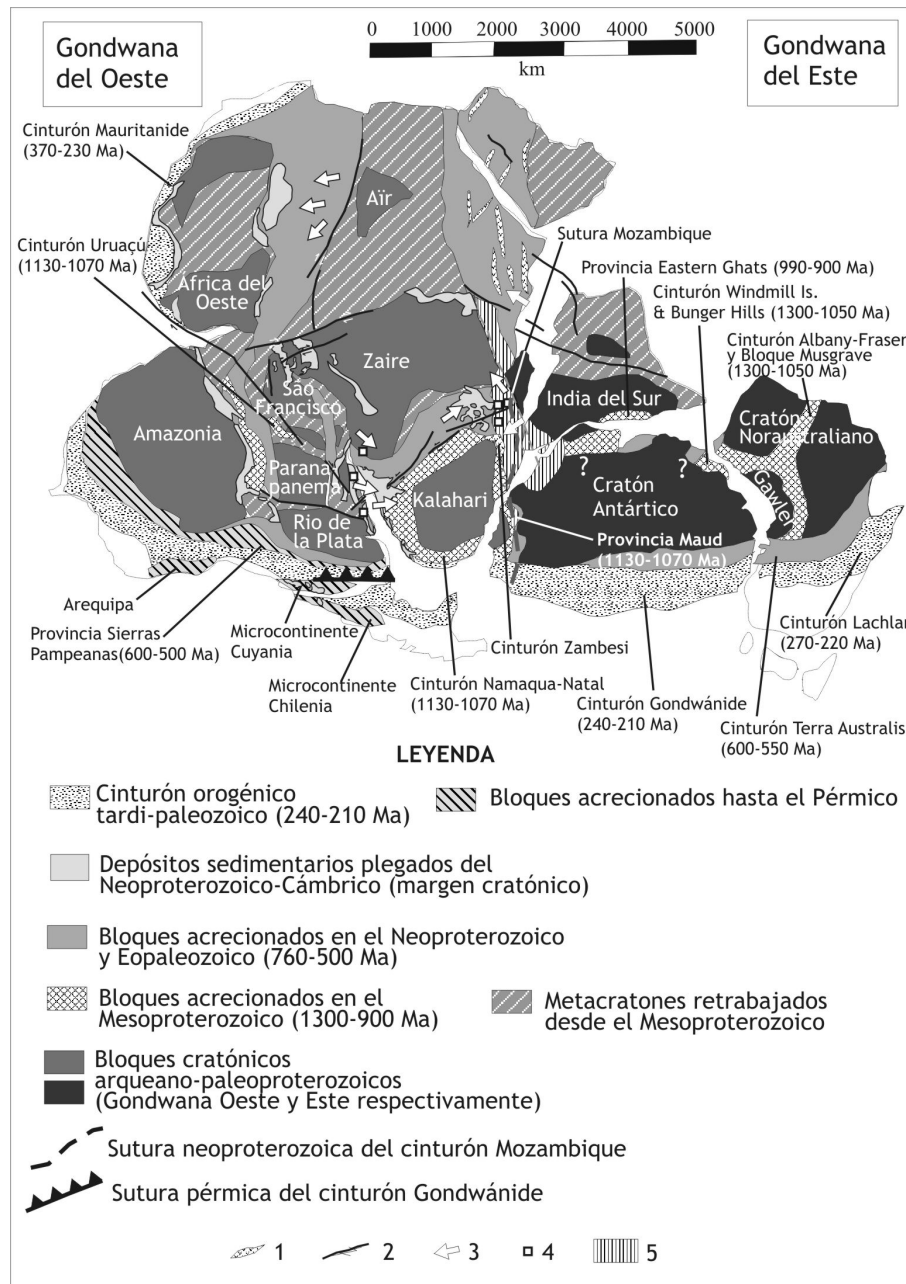 Gondwana
del Oeste
0 1000 2000 3000 4000 5000
km
Gondwana
del Este
Cinturón Mauritanide
(370-230 Ma)
Aïr
Cinturón Uruaçú
(1130-1070 Ma)
África del
Oeste
Sutura Mozambique
Provincia Eastern Ghats (990-900 Ma)
Cinturón Windmill Is.
& Bunger Hills (1300-1050 Ma)
Cinturón Albany-Fraser
y Bloque Musgrave
(1300-1050 Ma)
Zaire
São
Francisco
India del Sur
Amazonia
Cratón
Noraustraliano
Parana
panema
Kalahari
?
?
Cratón
Antártico
Gawler
Rio de
la Plata
Provincia Maud
(1130-1070 Ma)
Arequipa
Provincia Sierras
Pampeanas(600-500 Ma)
Microcontinente
Cuyania
Microcontinente
Chilenia
Cinturón Zambesi
Cinturón Namaqua-Natal
(1130-1070 Ma)
Cinturón Gondwánide
(240-210 Ma)
Cinturón Lachlan
(270-220 Ma)
Cinturón Terra Australis
(600-550 Ma)
LEYENDA
Cinturón orogénico
tardi-paleozoico (240-210 Ma)
Bloques acrecionados hasta el Pérmico
Depósitos sedimentarios plegados del
Neoproterozoico-Cámbrico (margen cratónico)
Bloques acrecionados en el Neoproterozoico
y Eopaleozoico (760-500 Ma)
Bloques acrecionados en el
Mesoproterozoico (1300-900 Ma)
Metacratones retrabajados
desde el Mesoproterozoico
Bloques cratónicos
arqueano-paleoproterozoicos
(Gondwana Oeste y Este respectivamente)
Sutura neoproterozoica del cinturón Mozambique
Sutura pérmica del cinturón Gondwánide
1 2 3 4 5